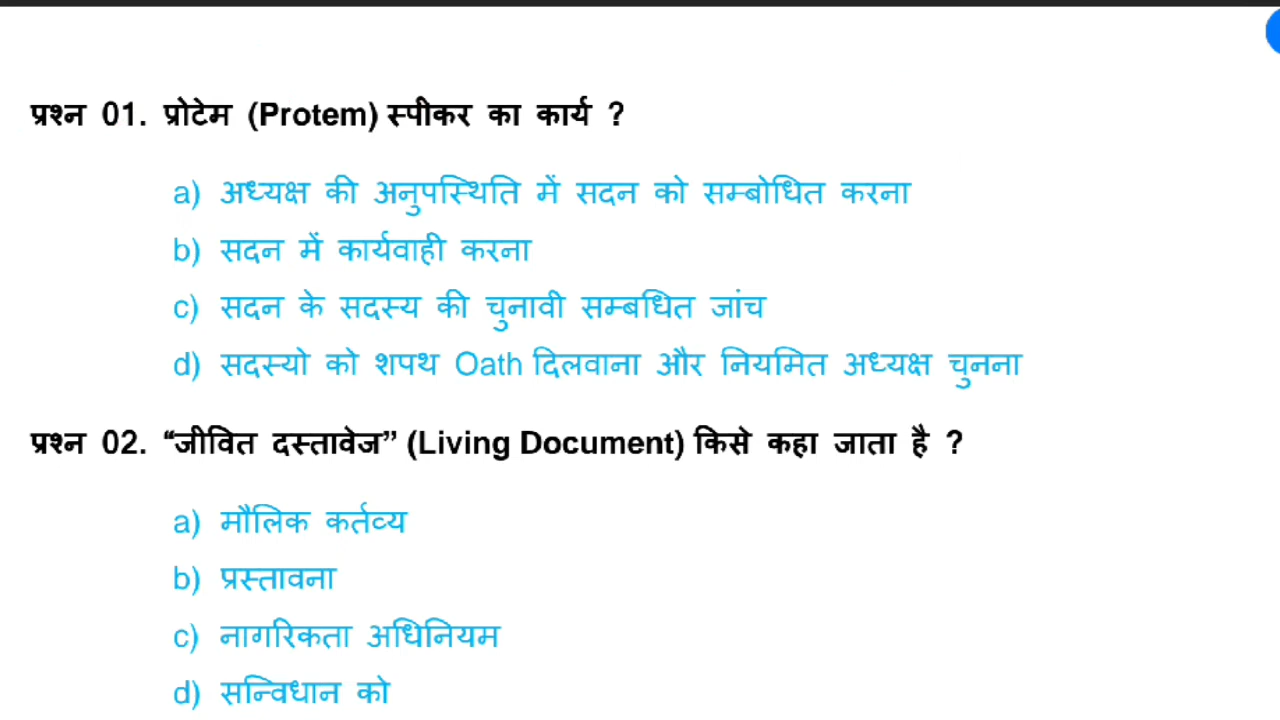 प्रश्न 01. प्रोटेम (Protem) स्पीकर का कार्य ?
a) अध्यक्ष की अनुपस्थिति में सदन को सम्बोधित करना
b) सदन में कार्यवाही करना
c) सदन के सदस्य की चुनावी सम्बधित जांच
d) सदस्यो को शपथ Oath दिलवाना और नियमित अध्यक्ष चुनना
प्रश्न 02. “जीवित दस्तावेज” (Living Document) किसे कहा जाता है ?
a) मौलिक कर्तव्य
b) प्रस्तावना
c) नागरिकता अधिनियम
d) सन्विधान को